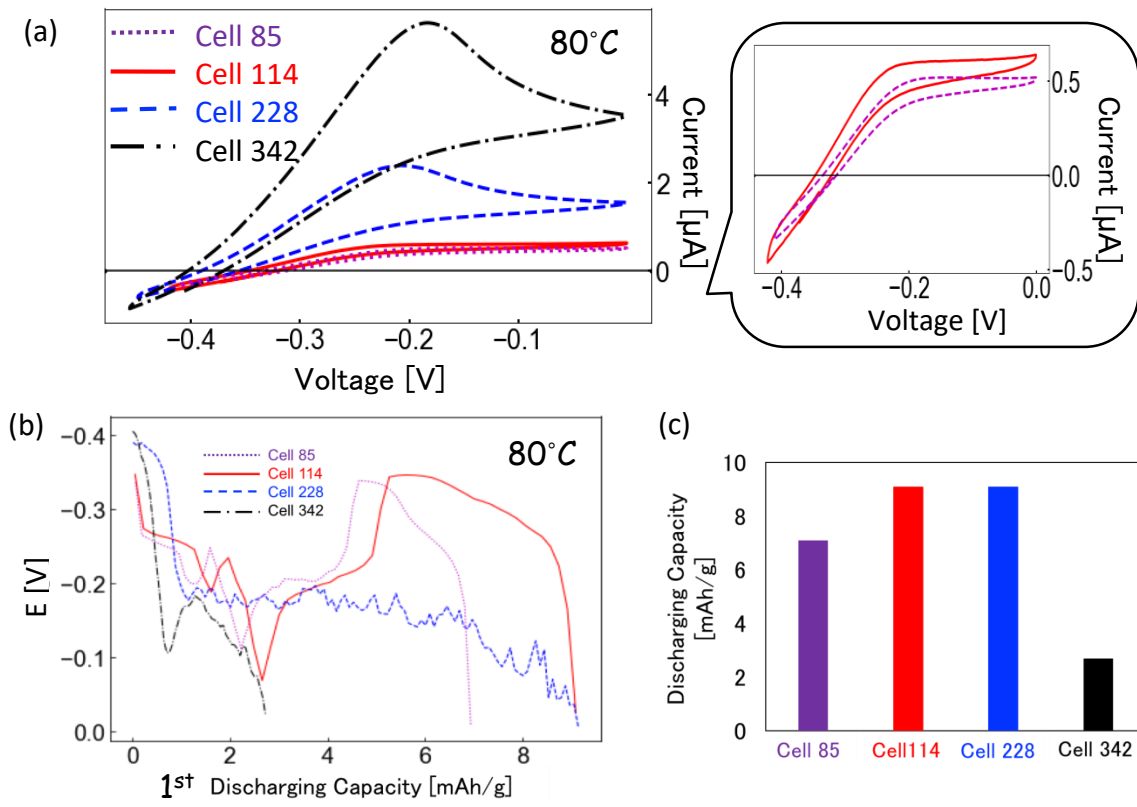 (a)
Cell 85
Cell 114
Cell 228
Cell 342
80°C
4
2
0
Current [μA]
−0.4
−0.3
−0.2
−0.1
Voltage [V]
0.5
0.0
−0.5
Current [μA]
−0.4
−0.2
0.0
Voltage [V]
(b)
80°C
Cell 85
Cell 114
Cell 228
Cell 342
−0.4
−0.3
−0.2
−0.1
0.0
E [V]
0
2
4
6
8
1st Discharging Capacity [mAh/g]
(c)
10
8
6
4
2
0
Discharging Capacity
[mAh/g]
Cell 85
Cell114
Cell 228
Cell 342